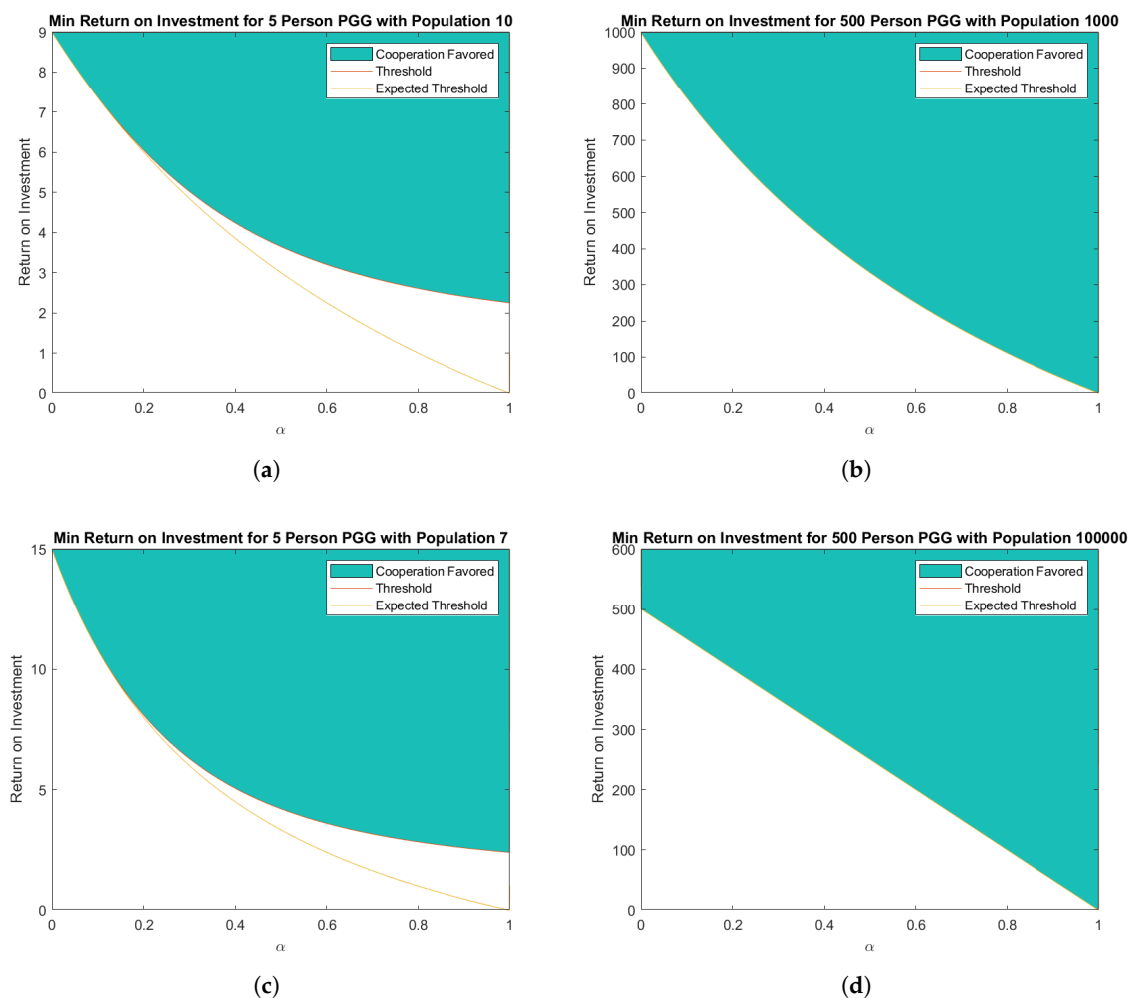 Min Return on Investment for 5 Person PGG with Population 10
9
8
7
6
5
4
3
2
1
0
Return on Investment
Cooperation Favored
Threshold
Expected Threshold
0 0.2 0.4 0.6 0.8 1
α
(a)
Min Return on Investment for 500 Person PGG with Population 1000
1000
900
800
700
600
500
400
300
200
100
0
Return on Investment
Cooperation Favored
Threshold
Expected Threshold
0 0.2 0.4 0.6 0.8 1
α
(b)
Min Return on Investment for 5 Person PGG with Population 7
15
10
5
0
Return on Investment
Cooperation Favored
Threshold
Expected Threshold
0 0.2 0.4 0.6 0.8 1
α
(c)
Min Return on Investment for 500 Person PGG with Population 100000
600
500
400
300
200
100
0
Return on Investment
Cooperation Favored
Threshold
Expected Threshold
0 0.2 0.4 0.6 0.8 1
α
(d)